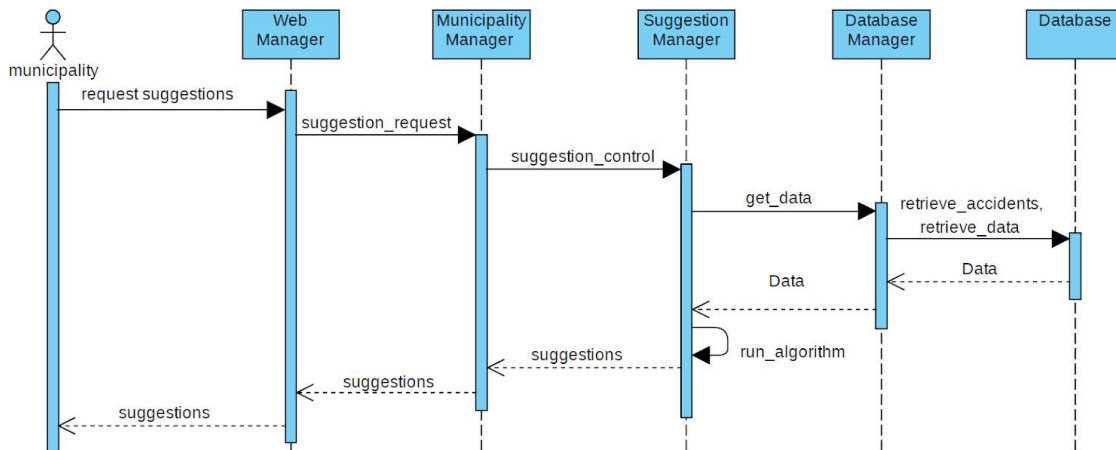 Web
Manager
Municipality
Manager
Suggestion
Manager
Database
Manager
Database
municipality
request suggestions
suggestion_request
suggestion_control
get_data
retrieve_accidents,
retrieve_data
Data
Data
run_algorithm
suggestions
suggestions
suggestions